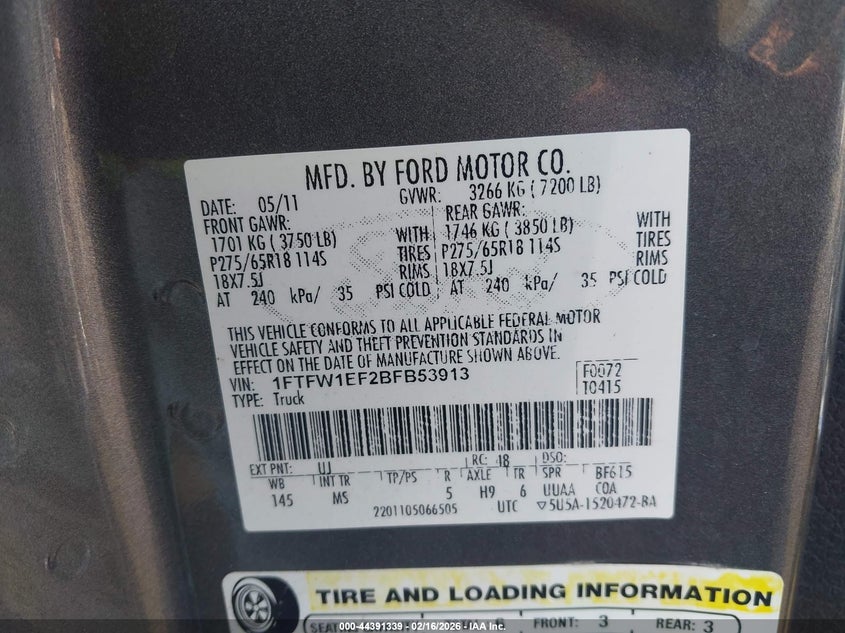 MFD. BY FORD MOTOR CO.
DATE: 05/11 GVWR: 3266 KG ( 7200 LB)
FRONT GAWR: REAR GAWR:
1701 KG ( 3750 LB) WITH 1746 KG ( 3850 LB) WITH
P275/65R18 114S TIRES P275/65R18 114S TIRES
18X7.5J RIMS 18X7.5J RIMS
AT 240 kPa/ 35 PSI COLD AT 240 kPa/ 35 PSI COLD
THIS VEHICLE CONFORMS TO ALL APPLICABLE FEDERAL MOTOR
VEHICLE SAFETY AND THEFT PREVENTION STANDARDS IN
EFFECT ON THE DATE OF MANUFACTURE SHOWN ABOVE.
VIN: 1FTFW1EF2BFB53913 F0072
TYPE: Truck T0415
EXT PNT: UJ RC: 48 DSO:
WB INT TR TP/PS R AXLE TR SPR BF615
145 MS 5 H9 6 UUAA COA
2201105066505 UTC ▽5U5A-1520472-BA
TIRE AND LOADING INFORMATION
FRONT: 3 REAR: 3
000-44391339 - 02/16/2026 - IAA Inc.